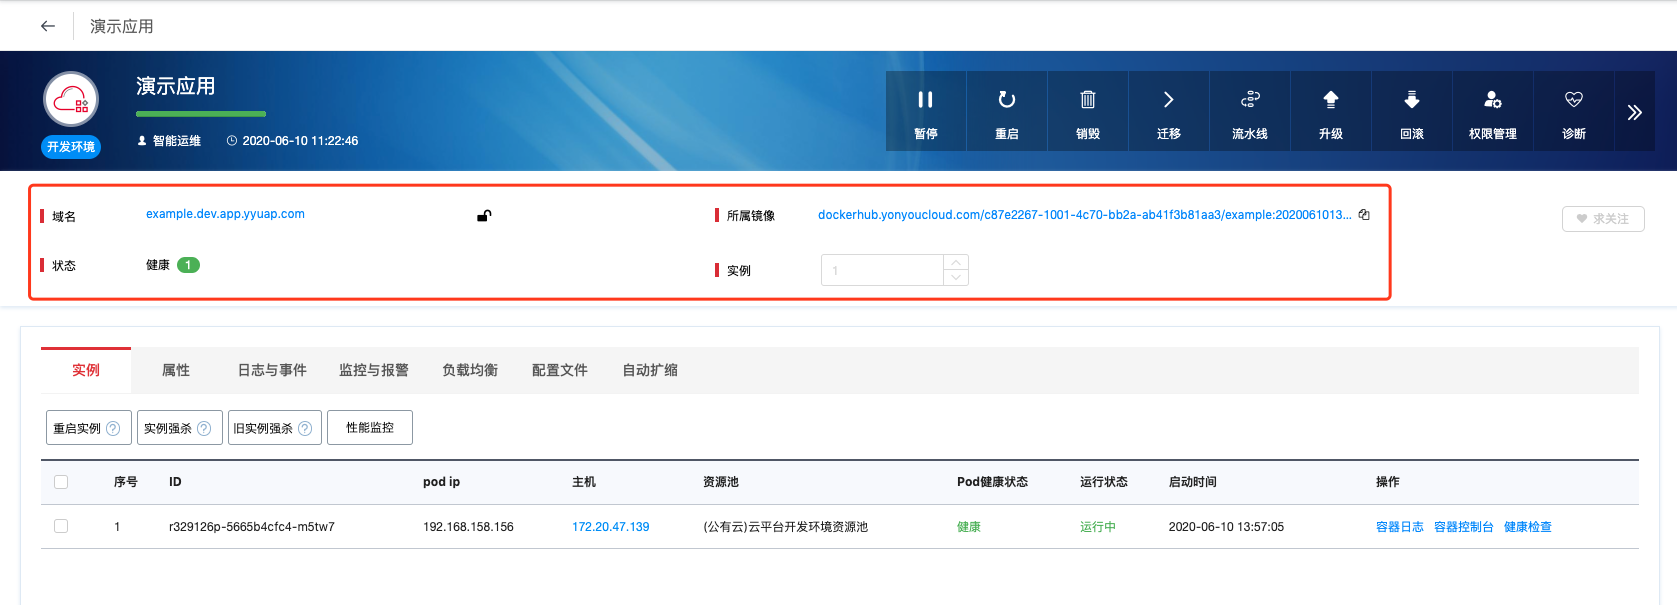 演示应用
演示应用
开发环境
智能运维 2020-06-10 11:22:46
暂停 重启 销毁 迁移 流水线 升级 回滚 权限管理 诊断
域名 example.dev.app.yyuap.com 所属镜像 dockerhub.yonyoucloud.com/c87e2267-1001-4c70-bb2a-ab41f3b81aa3/example:2020061013...
求关注
状态 健康 1 实例 1
实例 属性 日志与事件 监控与报警 负载均衡 配置文件 自动扩缩
重启实例 ? 实例强杀 ? 旧实例强杀 ? 性能监控
序号 ID pod ip 主机 资源池 Pod健康状态 运行状态 启动时间 操作
1 r329126p-5665b4cfc4-m5tw7 192.168.158.156 172.20.47.139 (公有云)云平台开发环境资源池 健康 运行中 2020-06-10 13:57:05 容器日志 容器控制台 健康检查